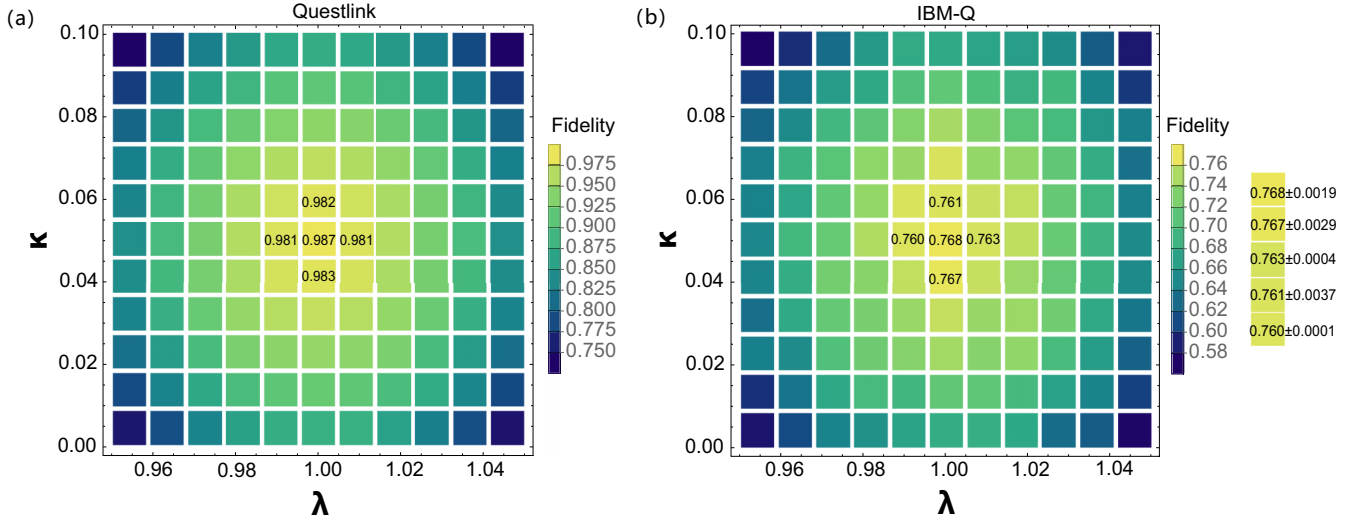 (a)
Questlink
0.10
0.08
0.06
0.04
0.02
0.00
κ
0.982
0.981 0.987 0.981
0.983
0.96 0.98 1.00 1.02 1.04
λ
Fidelity
0.975
0.950
0.925
0.900
0.875
0.850
0.825
0.800
0.775
0.750
(b)
IBM-Q
0.10
0.08
0.06
0.04
0.02
0.00
κ
0.761
0.760 0.768 0.763
0.767
0.96 0.98 1.00 1.02 1.04
λ
Fidelity
0.76
0.74
0.72
0.70
0.68
0.66
0.64
0.62
0.60
0.58
0.768±0.0019
0.767±0.0029
0.763±0.0004
0.761±0.0037
0.760±0.0001